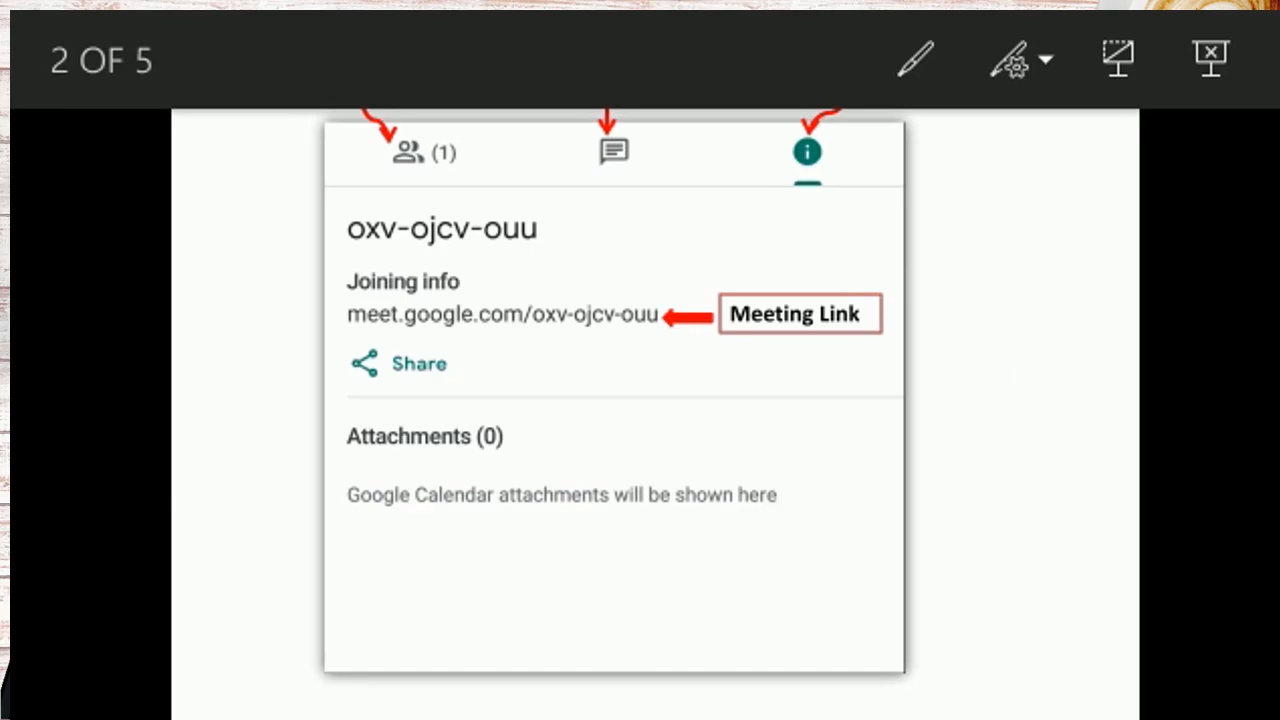 2 OF 5
(1)
oxv-ojcv-ouu
Joining info
meet.google.com/oxv-ojcv-ouu
Meeting Link
Share
Attachments (0)
Google Calendar attachments will be shown here